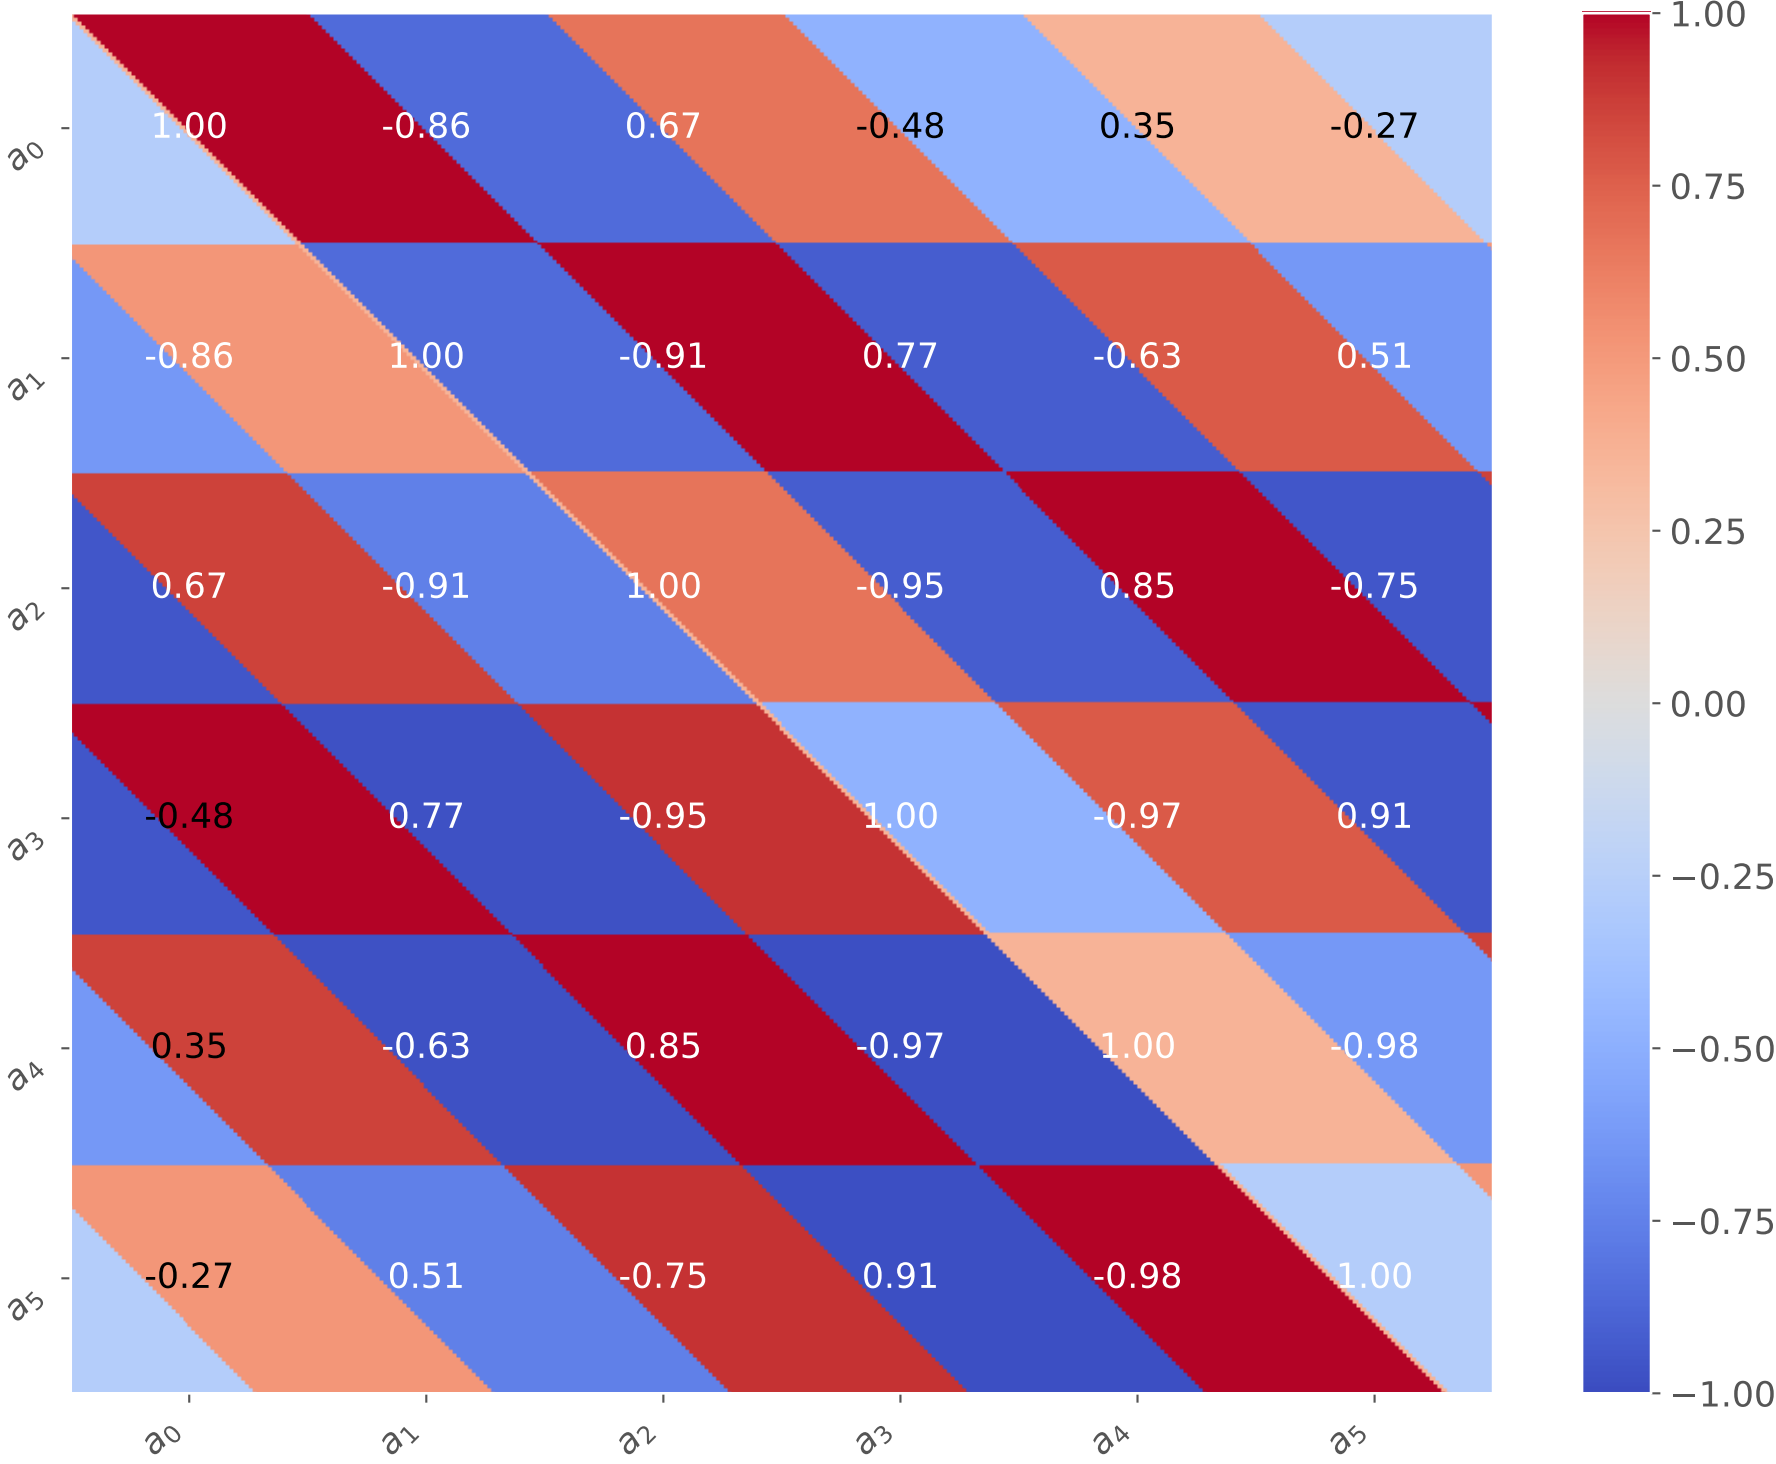 a0 1.00 -0.86 0.67 -0.48 0.35 -0.27
a1 -0.86 1.00 -0.91 0.77 -0.63 0.51
a2 0.67 -0.91 1.00 -0.95 0.85 -0.75
a3 -0.48 0.77 -0.95 1.00 -0.97 0.91
a4 0.35 -0.63 0.85 -0.97 1.00 -0.98
a5 -0.27 0.51 -0.75 0.91 -0.98 1.00
a0 a1 a2 a3 a4 a5
1.00
0.75
0.50
0.25
0.00
−0.25
−0.50
−0.75
−1.00